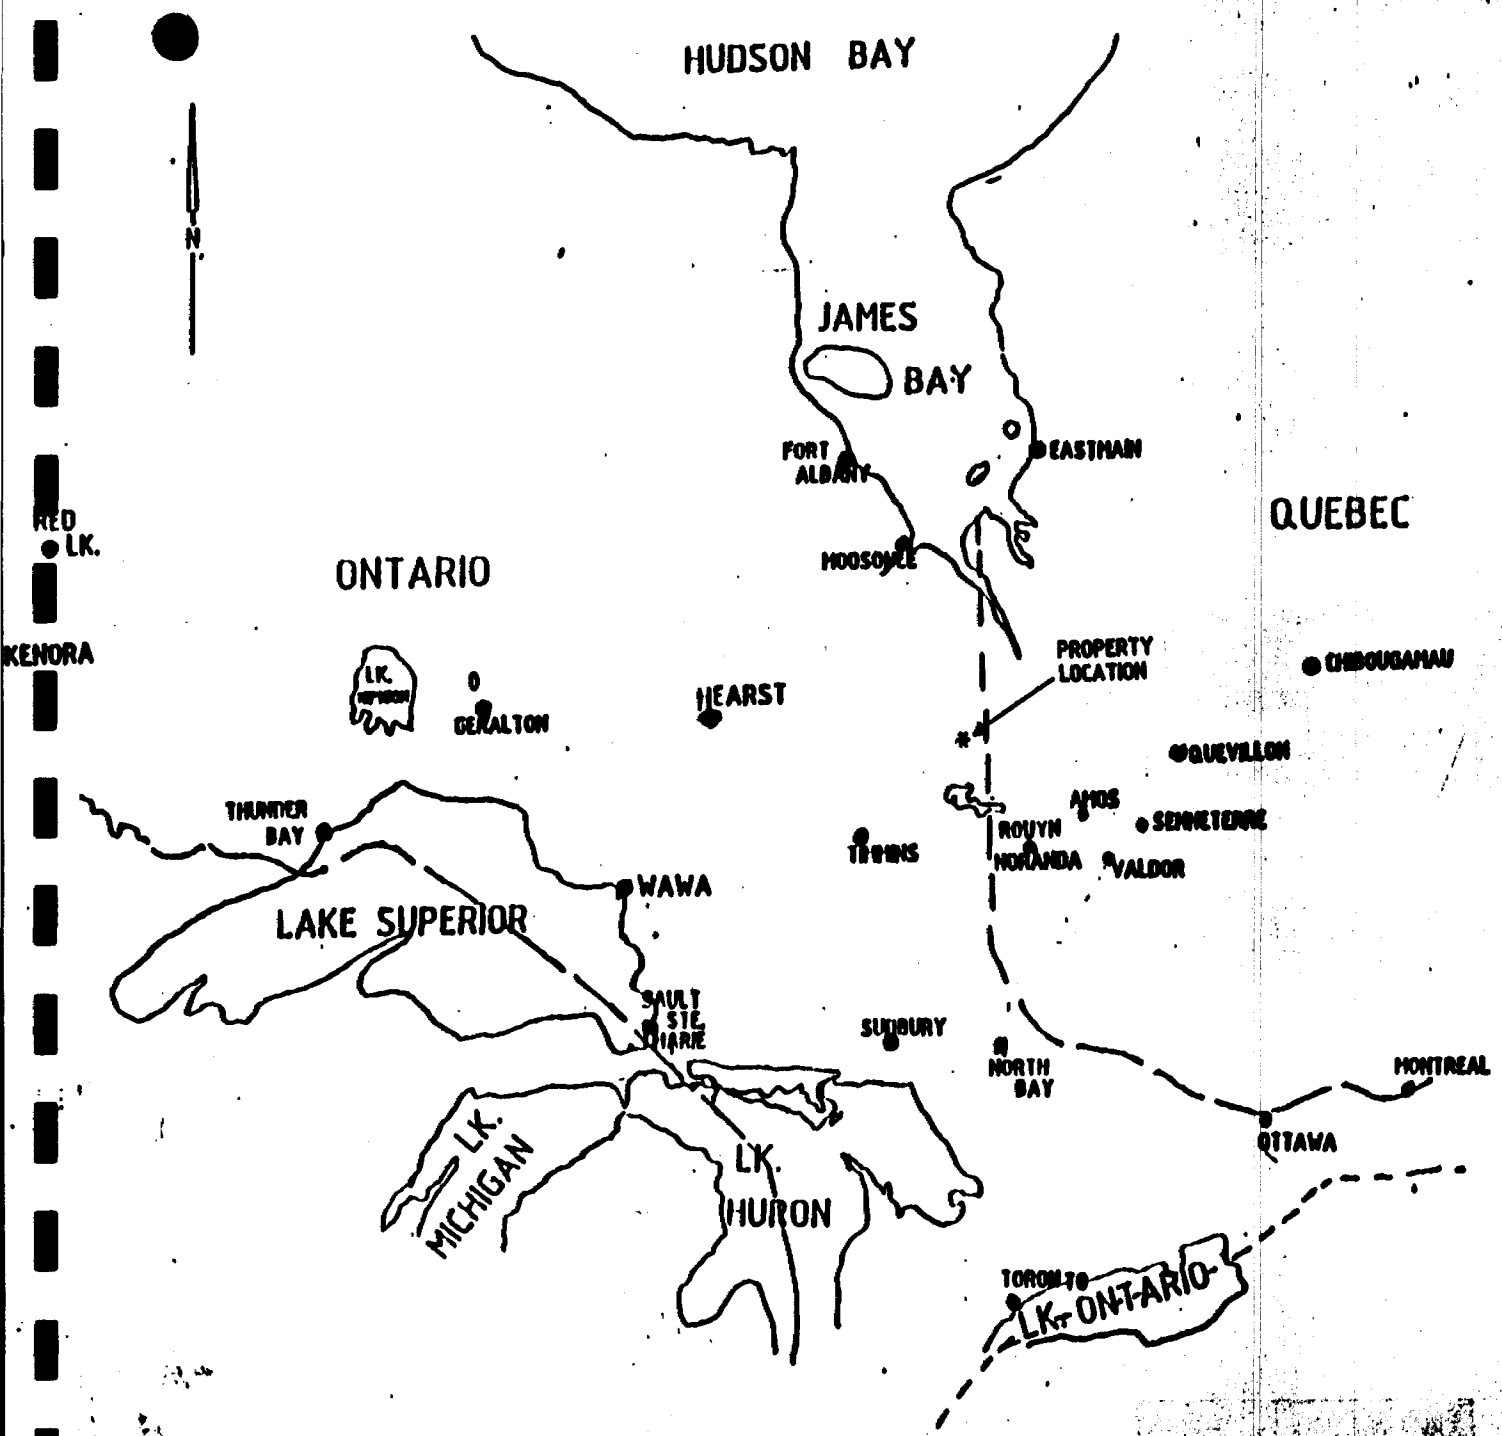 HUDSON BAY
N
JAMES
BAY
FORT
ALBANY
EASTMAIN
QUEBEC
RED
LK.
MOOSONEE
ONTARIO
KENORA
PROPERTY
LOCATION
CHIBOUGAMAU
LK.
NIPIGON
GERALTON
HEARST
*
QUEVILLON
THUNDER
BAY
AMOS
SENNETERRE
ROUYN
NORANDA
VALDOR
TIMMINS
WAWA
LAKE SUPERIOR
SAULT
STE.
MARIE
SUDBURY
NORTH
BAY
MONTREAL
OTTAWA
LK.
MICHIGAN
LK.
HURON
TORONTO
LK. ONTARIO